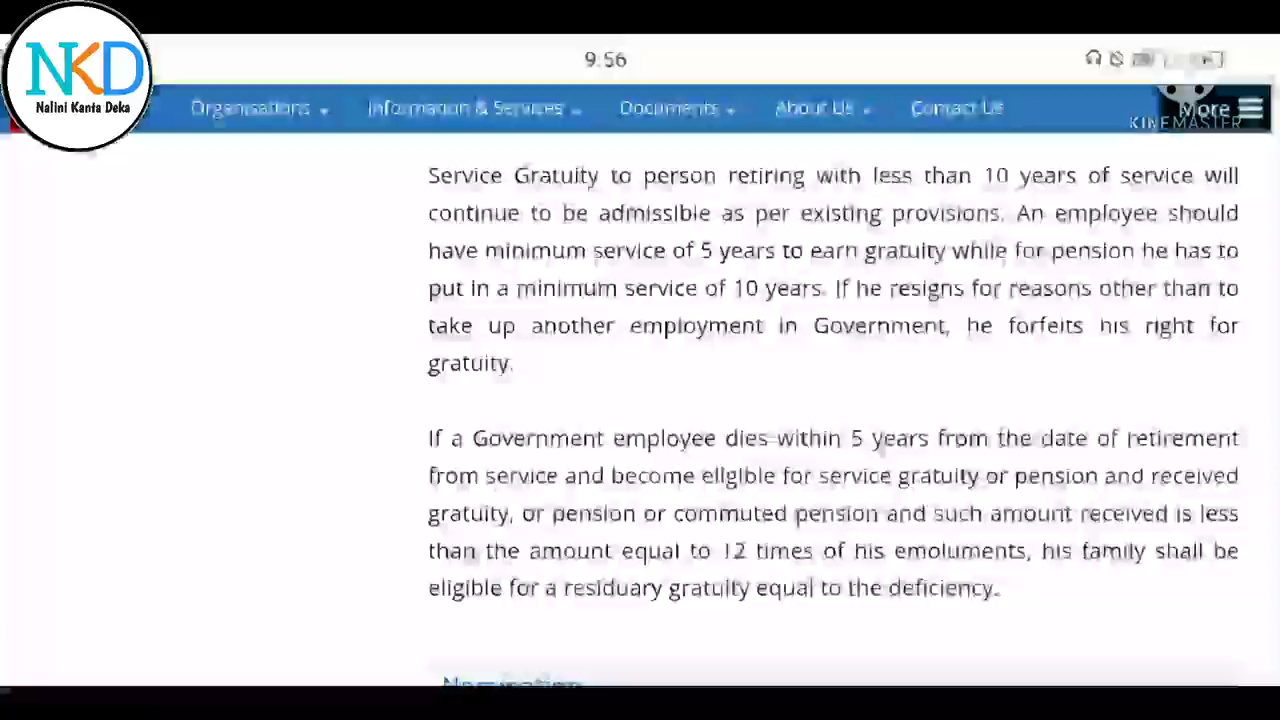 NKD
Nalini Kanta Deka
9:56
Organisations Information & Services Documents About Us Contact Us More
KINEMASTER
Service Gratuity to person retiring with less than 10 years of service will
continue to be admissible as per existing provisions. An employee should
have minimum service of 5 years to earn gratuity while for pension he has to
put in a minimum service of 10 years. If he resigns for reasons other than to
take up another employment in Government, he forfeits his right for
gratuity.
If a Government employee dies within 5 years from the date of retirement
from service and become eligible for service gratuity or pension and received
gratuity, or pension or commuted pension and such amount received is less
than the amount equal to 12 times of his emoluments, his family shall be
eligible for a residuary gratuity equal to the deficiency.
Nomination